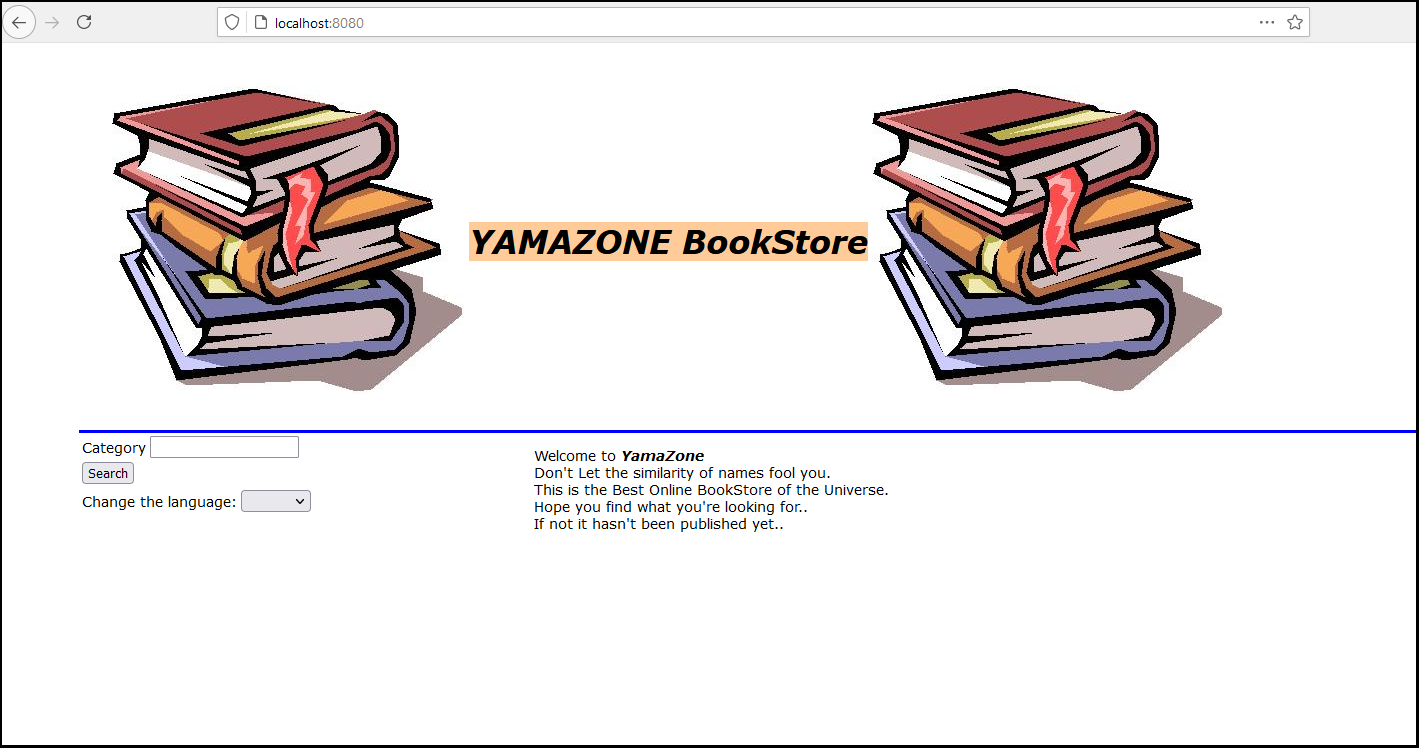 localhost:8080
YAMAZONE BookStore
Category
Search
Change the language:
Welcome to YamaZone
Don't Let the similarity of names fool you.
This is the Best Online BookStore of the Universe.
Hope you find what you're looking for..
If not it hasn't been published yet..